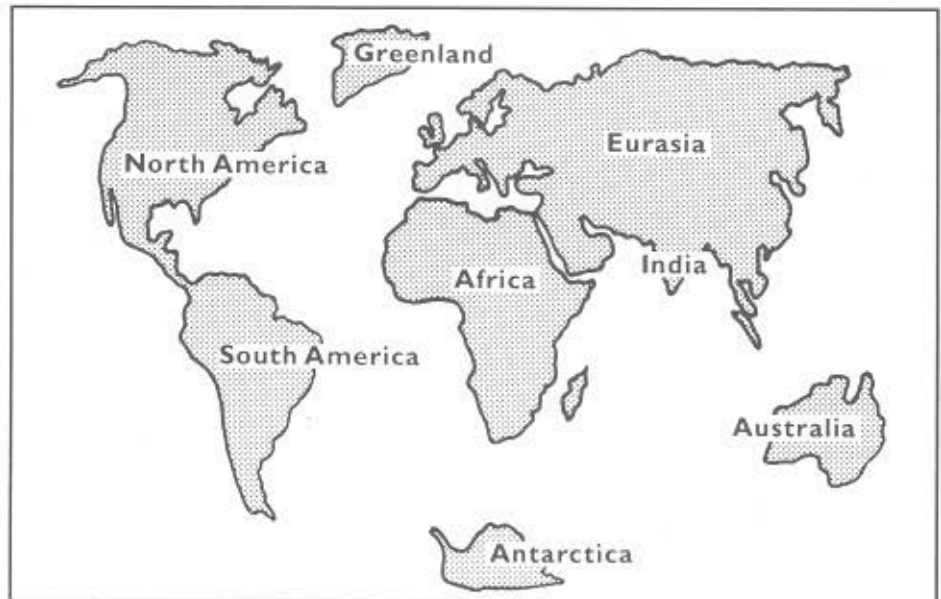 Greenland
North America
Eurasia
India
Africa
South America
Australia
Antarctica